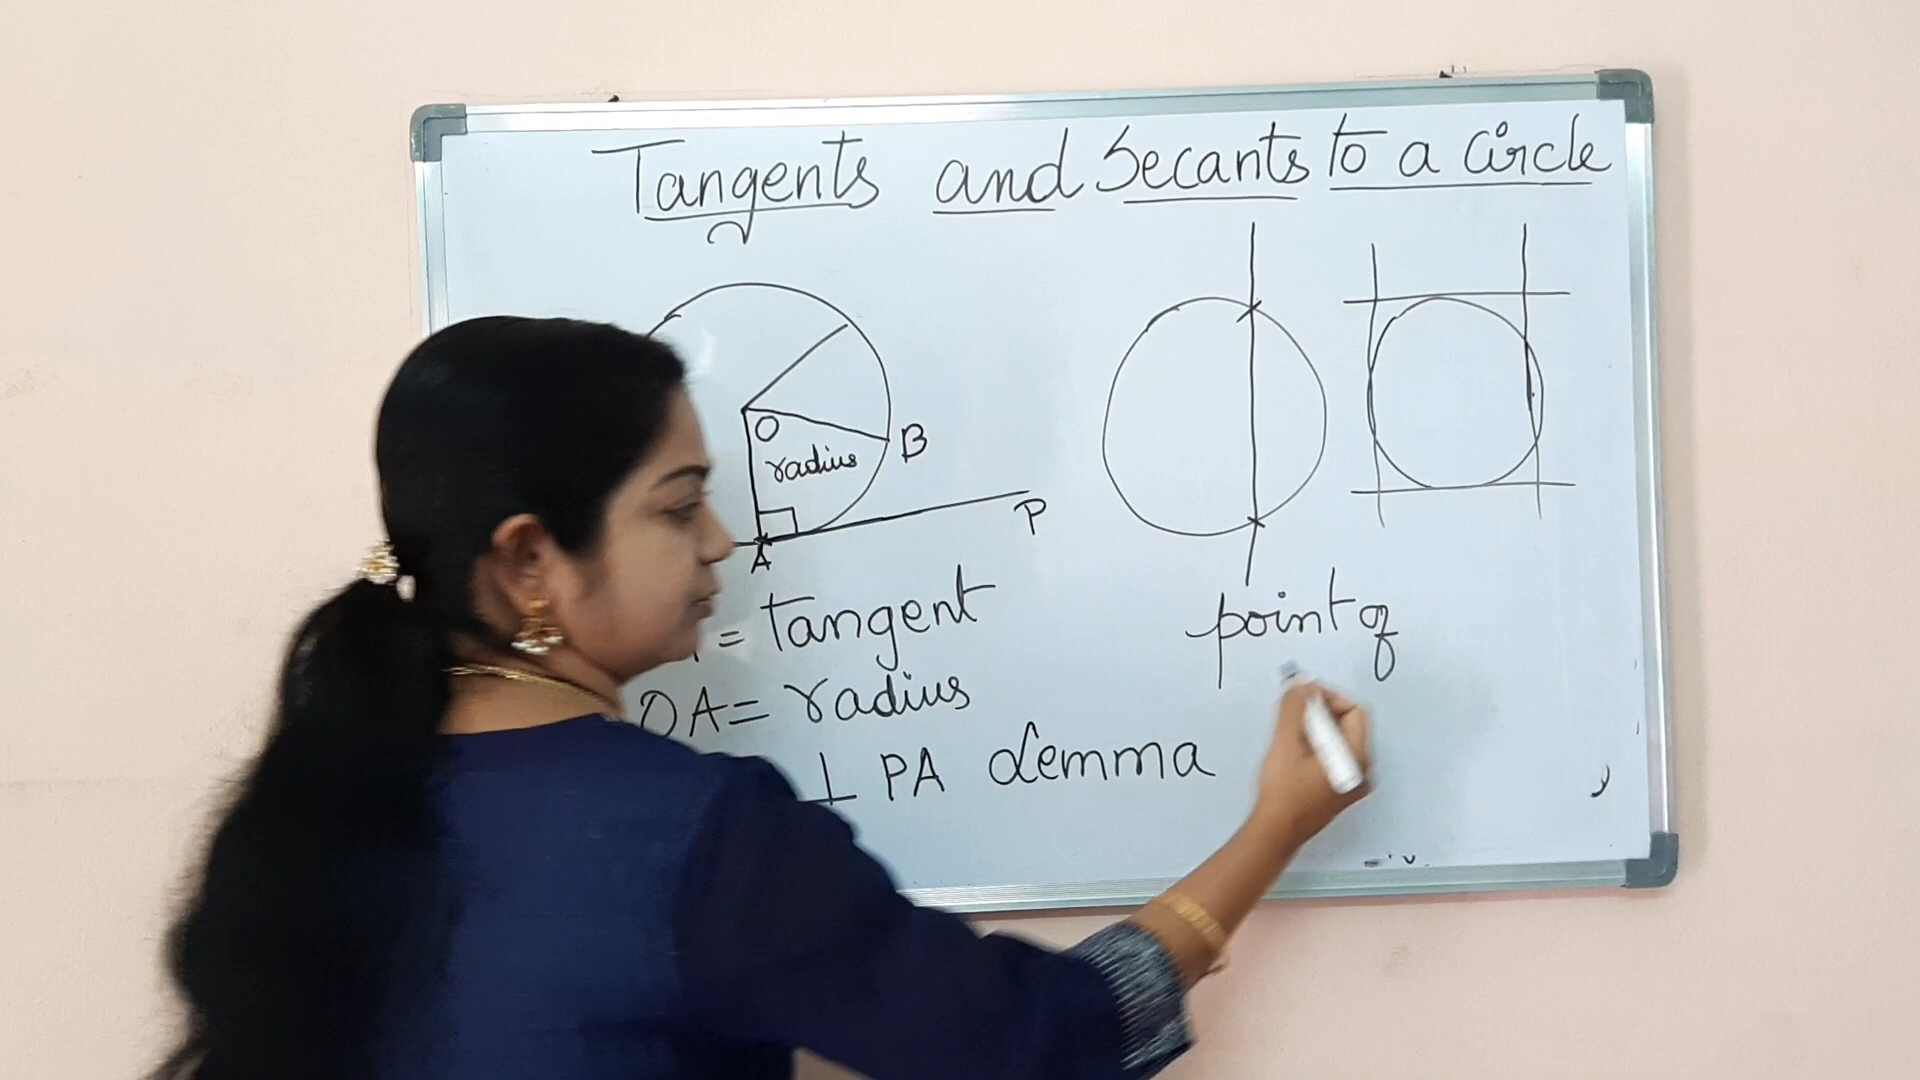 Tangents and Secants to a Circle
O
radius
B
P
A
= Tangent
OA = radius
⊥ PA Lemma
point of